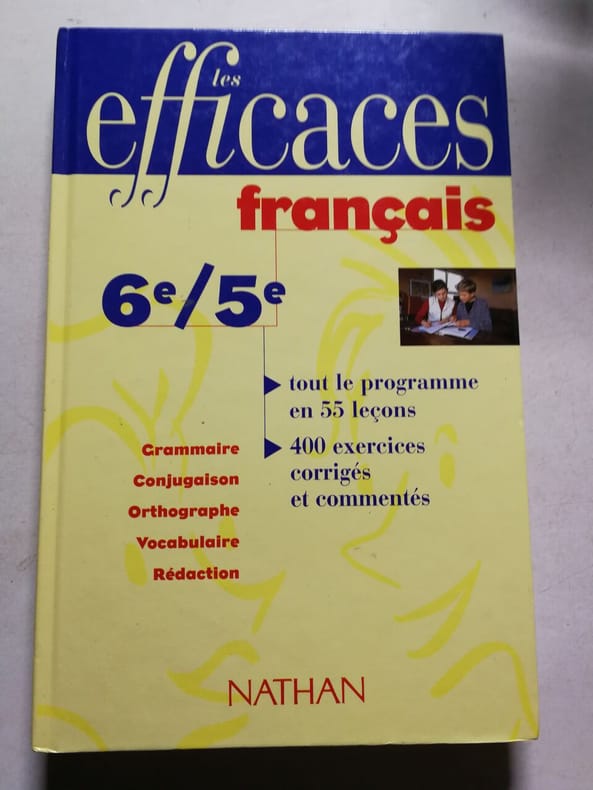 les
efficaces
français
6e/5e
tout le programme
en 55 leçons
400 exercices
corrigés
et commentés
Grammaire
Conjugaison
Orthographe
Vocabulaire
Rédaction
NATHAN